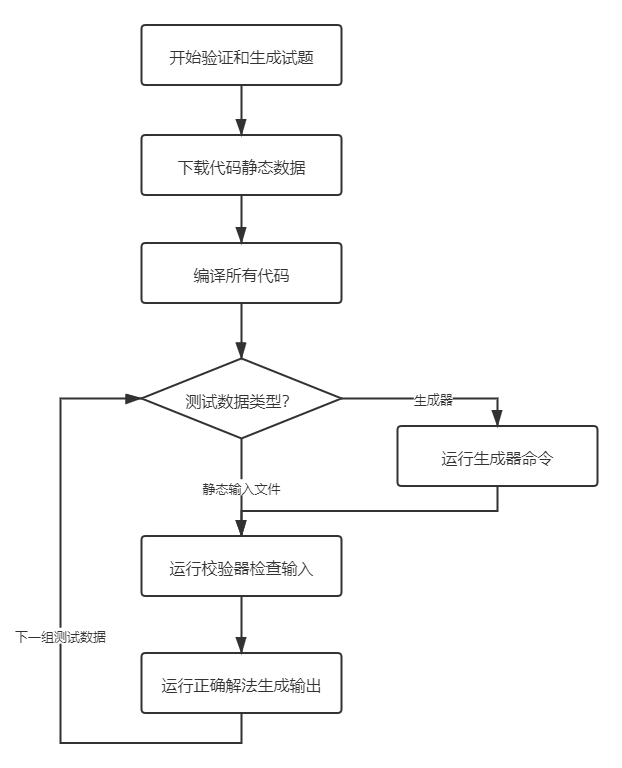 开始验证和生成试题
下载代码静态数据
编译所有代码
测试数据类型?
生成器
运行生成器命令
静态输入文件
运行校验器检查输入
下一组测试数据
运行正确解法生成输出